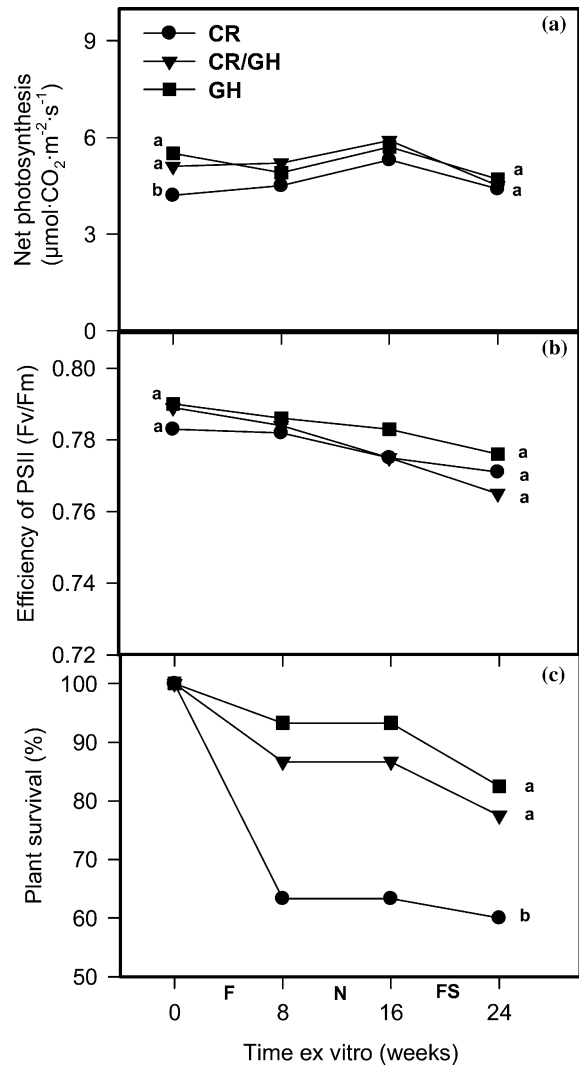 (a)
CR
CR/GH
GH
Net photosynthesis
(μmol·CO₂·m⁻²·s⁻¹)
9
6
3
0
a
a
b
a
a
(b)
Efficiency of PSII (Fv/Fm)
0.80
0.78
0.76
0.74
0.72
a
a
a
a
a
(c)
Plant survival (%)
100
90
80
70
60
50
a
a
b
F
N
FS
0
8
16
24
Time ex vitro (weeks)